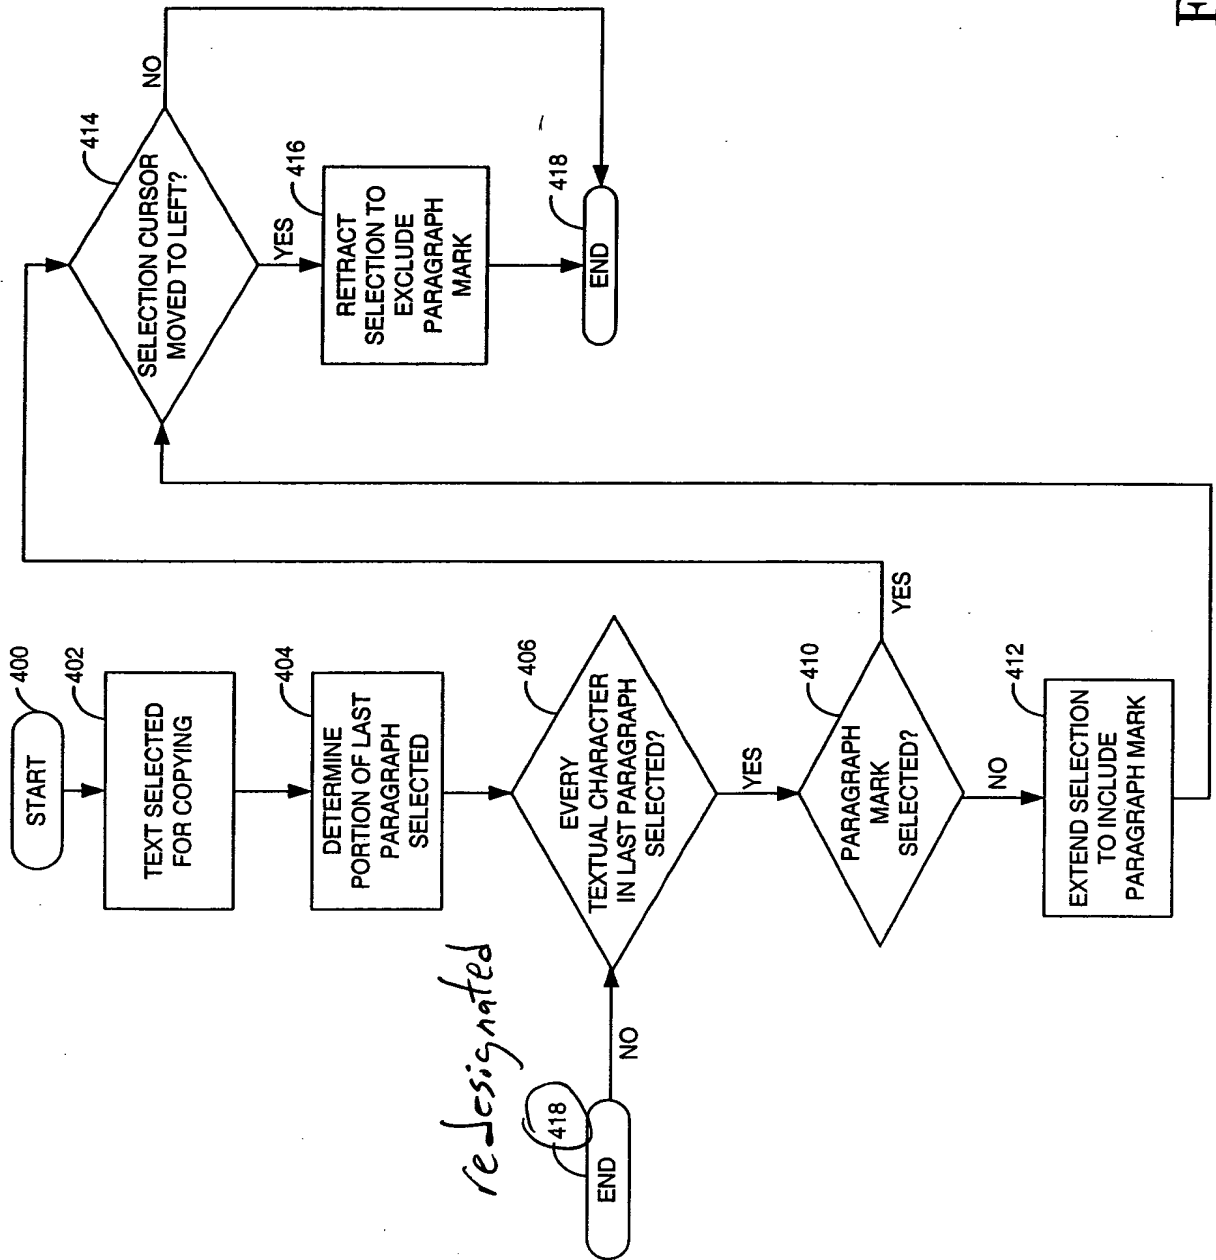 START
400
TEXT SELECTED
FOR COPYING
402
DETERMINE
PORTION OF LAST
PARAGRAPH
SELECTED
404
EVERY
TEXTUAL CHARACTER
IN LAST PARAGRAPH
SELECTED?
406
NO
END
418
redesignated
YES
PARAGRAPH
MARK
SELECTED?
410
YES
NO
EXTEND SELECTION
TO INCLUDE
PARAGRAPH MARK
412
SELECTION CURSOR
MOVED TO LEFT?
414
NO
YES
RETRACT
SELECTION TO
EXCLUDE
PARAGRAPH
MARK
416
END
418